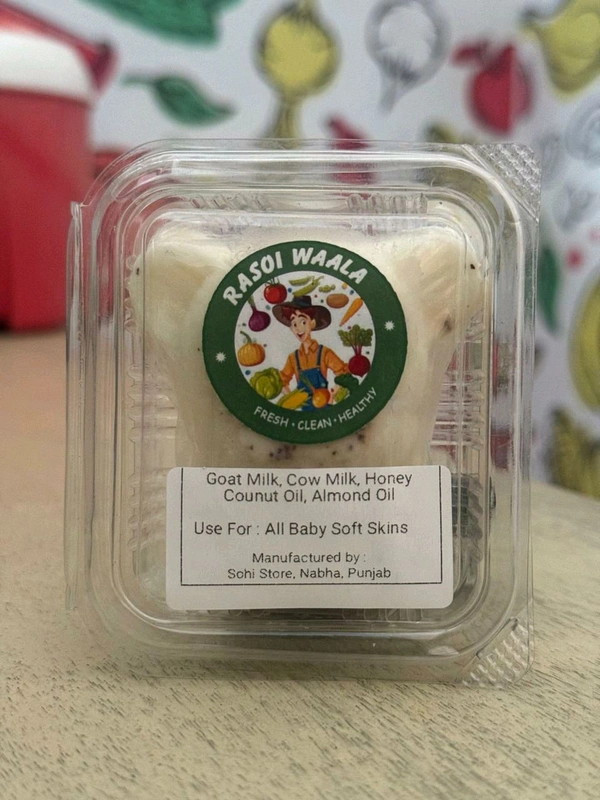 RASOI WAALA
FRESH • CLEAN • HEALTHY
Goat Milk, Cow Milk, Honey
Counut Oil, Almond Oil
Use For : All Baby Soft Skins
Manufactured by :
Sohi Store, Nabha, Punjab